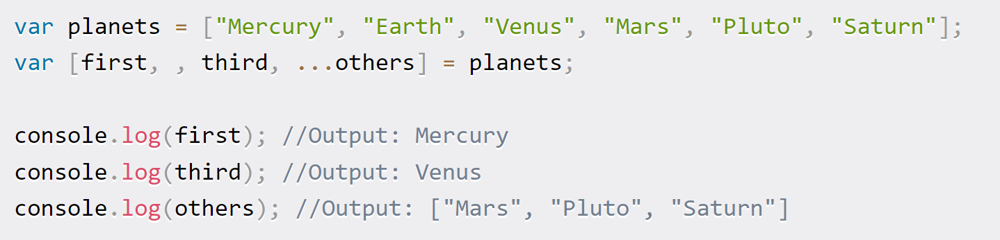 var planets = ["Mercury", "Earth", "Venus", "Mars", "Pluto", "Saturn"];
var [first, , third, ...others] = planets;
console.log(first); //Output: Mercury
console.log(third); //Output: Venus
console.log(others); //Output: ["Mars", "Pluto", "Saturn"]